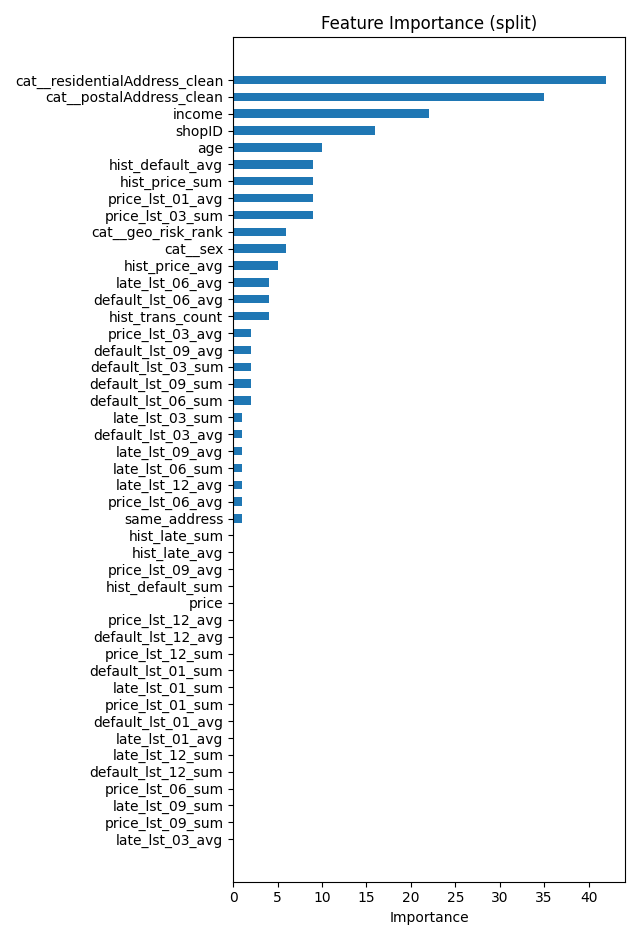 Feature Importance (split)
cat__residentialAddress_clean
cat__postalAddress_clean
income
shopID
age
hist_default_avg
hist_price_sum
price_lst_01_avg
price_lst_03_sum
cat__geo_risk_rank
cat__sex
hist_price_avg
late_lst_06_avg
default_lst_06_avg
hist_trans_count
price_lst_03_avg
default_lst_09_avg
default_lst_03_sum
default_lst_09_sum
default_lst_06_sum
late_lst_03_sum
default_lst_03_avg
late_lst_09_avg
late_lst_06_sum
late_lst_12_avg
price_lst_06_avg
same_address
hist_late_sum
hist_late_avg
price_lst_09_avg
hist_default_sum
price
price_lst_12_avg
default_lst_12_avg
price_lst_12_sum
default_lst_01_sum
late_lst_01_sum
price_lst_01_sum
default_lst_01_avg
late_lst_01_avg
late_lst_12_sum
default_lst_12_sum
price_lst_06_sum
late_lst_09_sum
price_lst_09_sum
late_lst_03_avg
0 5 10 15 20 25 30 35 40
Importance